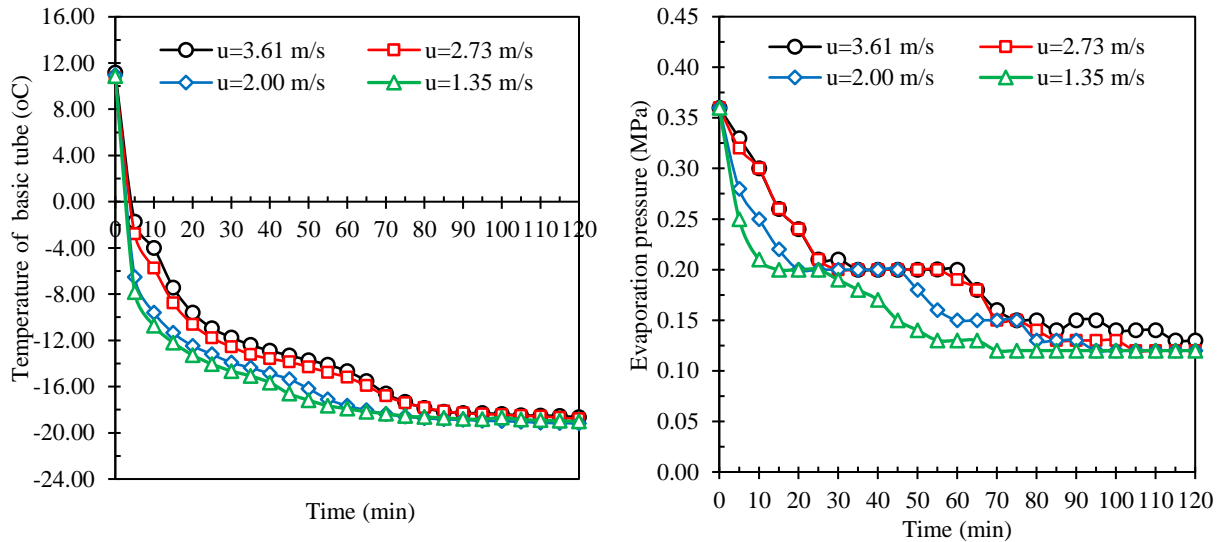 16.00
12.00
8.00
4.00
0.00
-4.00
-8.00
-12.00
-16.00
-20.00
-24.00
Temperature of basic tube (oC)
u=3.61 m/s
u=2.73 m/s
u=2.00 m/s
u=1.35 m/s
0 10 20 30 40 50 60 70 80 90 100 110 120
Time (min)
0.45
0.40
0.35
0.30
0.25
0.20
0.15
0.10
0.05
0.00
Evaporation pressure (MPa)
u=3.61 m/s
u=2.73 m/s
u=2.00 m/s
u=1.35 m/s
0 10 20 30 40 50 60 70 80 90 100 110 120
Time (min)